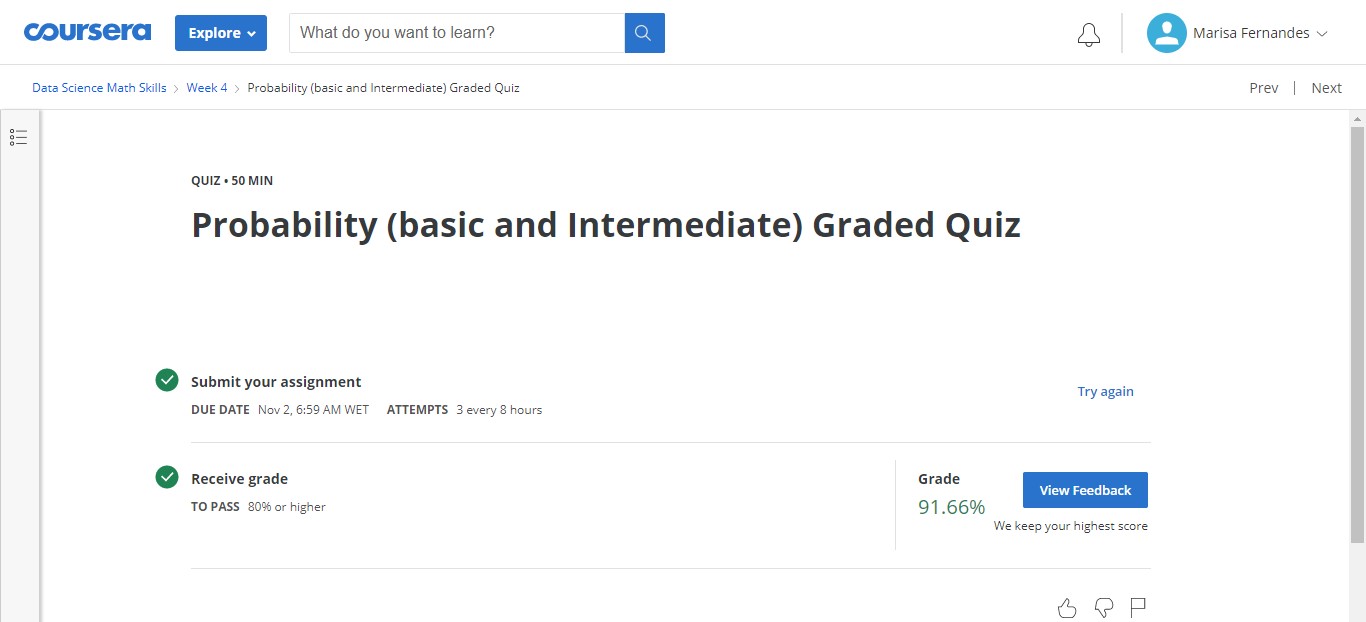 coursera Explore What do you want to learn? Marisa Fernandes
Data Science Math Skills > Week 4 > Probability (basic and Intermediate) Graded Quiz Prev | Next
QUIZ • 50 MIN
Probability (basic and Intermediate) Graded Quiz
Submit your assignment
Try again
DUE DATE Nov 2, 6:59 AM WET ATTEMPTS 3 every 8 hours
Receive grade
TO PASS 80% or higher
Grade
91.66%
View Feedback
We keep your highest score